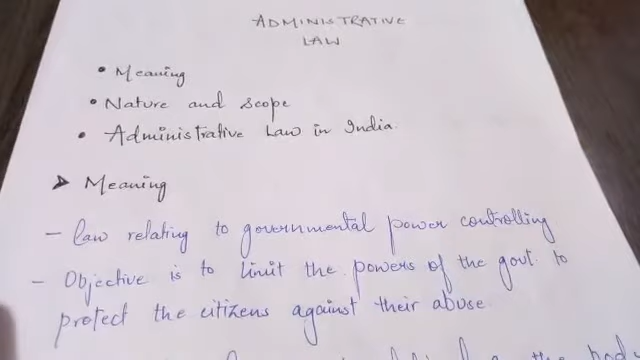 ADMINISTRATIVE
LAW
• Meaning
• Nature and scope
• Administrative Law in India.
➤ Meaning
- law relating to governmental power controlling
- Objective is to limit the powers of the govt. to
protect the citizens against their abuse.